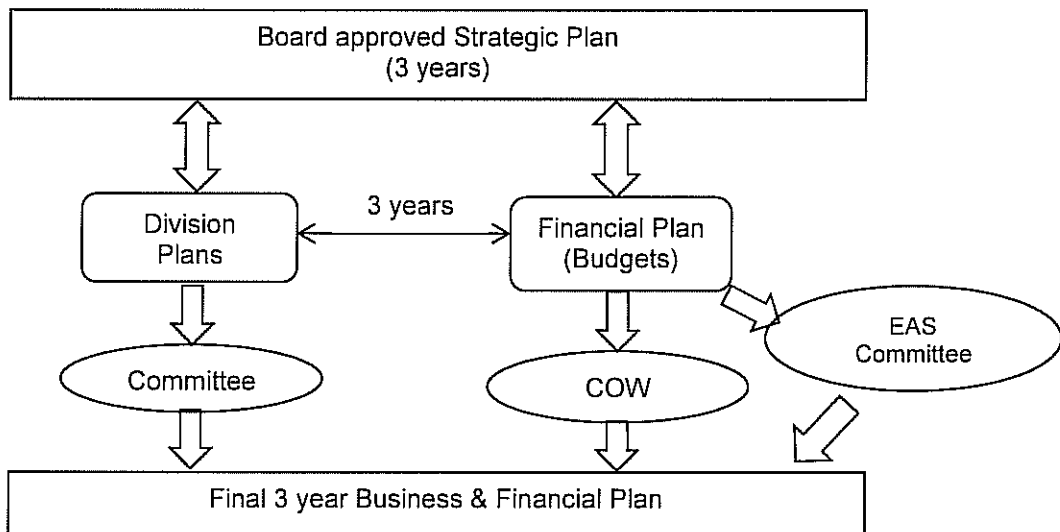 Board approved Strategic Plan
(3 years)
3 years
Division
Plans
Financial Plan
(Budgets)
EAS
Committee
Committee
COW
Final 3 year Business & Financial Plan